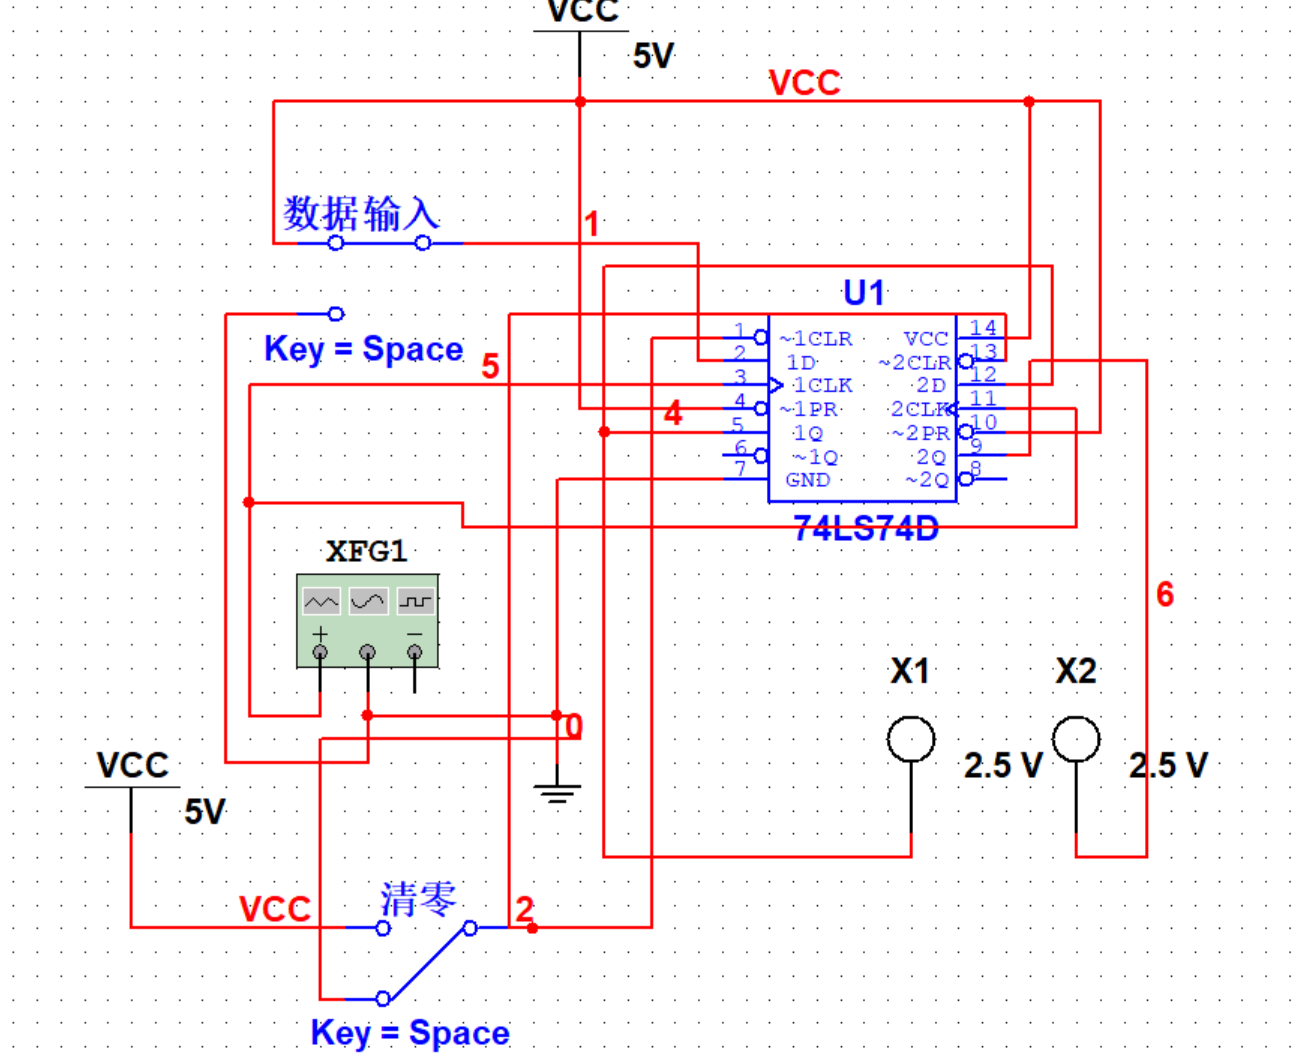 VCC
5V
VCC
数据输入
1
U1
Key = Space
5
1 ~1CLR VCC 14
2 1D ~2CLR 13
3 1CLK 2D 12
4 ~1PR 2CLK 11
4
5 1Q ~2PR 10
6 ~1Q 2Q 9
7 GND ~2Q 8
74LS74D
XFG1
+ −
6
X1 X2
0
VCC
2.5 V 2.5 V
5V
清零
VCC 2
Key = Space